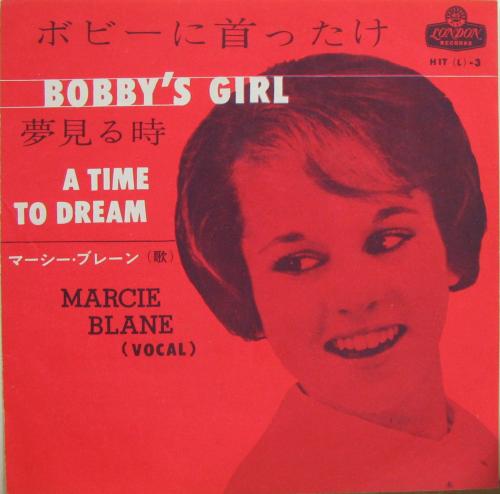 ボビーに首ったけ
LONDON
RECORDS
HIT (L)-3
BOBBY'S GIRL
夢見る時
A TIME
TO DREAM
マーシー・ブレーン (歌)
MARCIE
BLANE
(VOCAL)